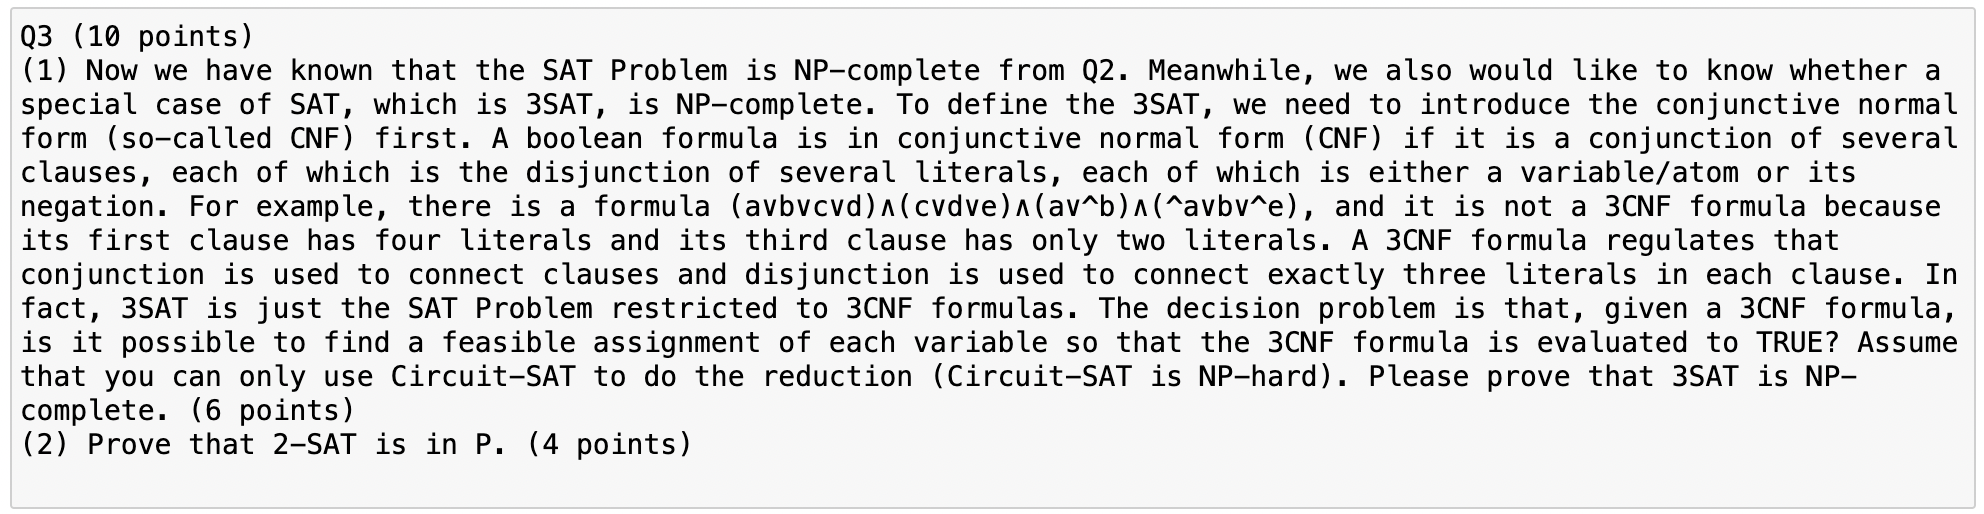 Q3 (10 points)
(1) Now we have known that the SAT Problem is NP-complete from Q2. Meanwhile, we also would like to know whether a
special case of SAT, which is 3SAT, is NP-complete. To define the 3SAT, we need to introduce the conjunctive normal
form (so-called CNF) first. A boolean formula is in conjunctive normal form (CNF) if it is a conjunction of several
clauses, each of which is the disjunction of several literals, each of which is either a variable/atom or its
negation. For example, there is a formula (a∨b∨c∨d)∧(c∨d∨e)∧(a∨^b)∧(^a∨b∨^e), and it is not a 3CNF formula because
its first clause has four literals and its third clause has only two literals. A 3CNF formula regulates that
conjunction is used to connect clauses and disjunction is used to connect exactly three literals in each clause. In
fact, 3SAT is just the SAT Problem restricted to 3CNF formulas. The decision problem is that, given a 3CNF formula,
is it possible to find a feasible assignment of each variable so that the 3CNF formula is evaluated to TRUE? Assume
that you can only use Circuit-SAT to do the reduction (Circuit-SAT is NP-hard). Please prove that 3SAT is NP-
complete. (6 points)
(2) Prove that 2-SAT is in P. (4 points)